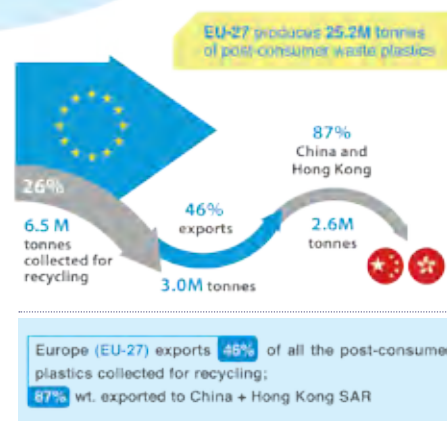 EU-27 produces 25.2M tonnes
of post-consumer waste plastics
87%
China and
Hong Kong
26%
46%
exports
6.5 M
tonnes
collected for
recycling
2.6M
tonnes
3.0M tonnes
Europe (EU-27) exports 46% of all the post-consume
plastics collected for recycling;
87% wt. exported to China + Hong Kong SAR